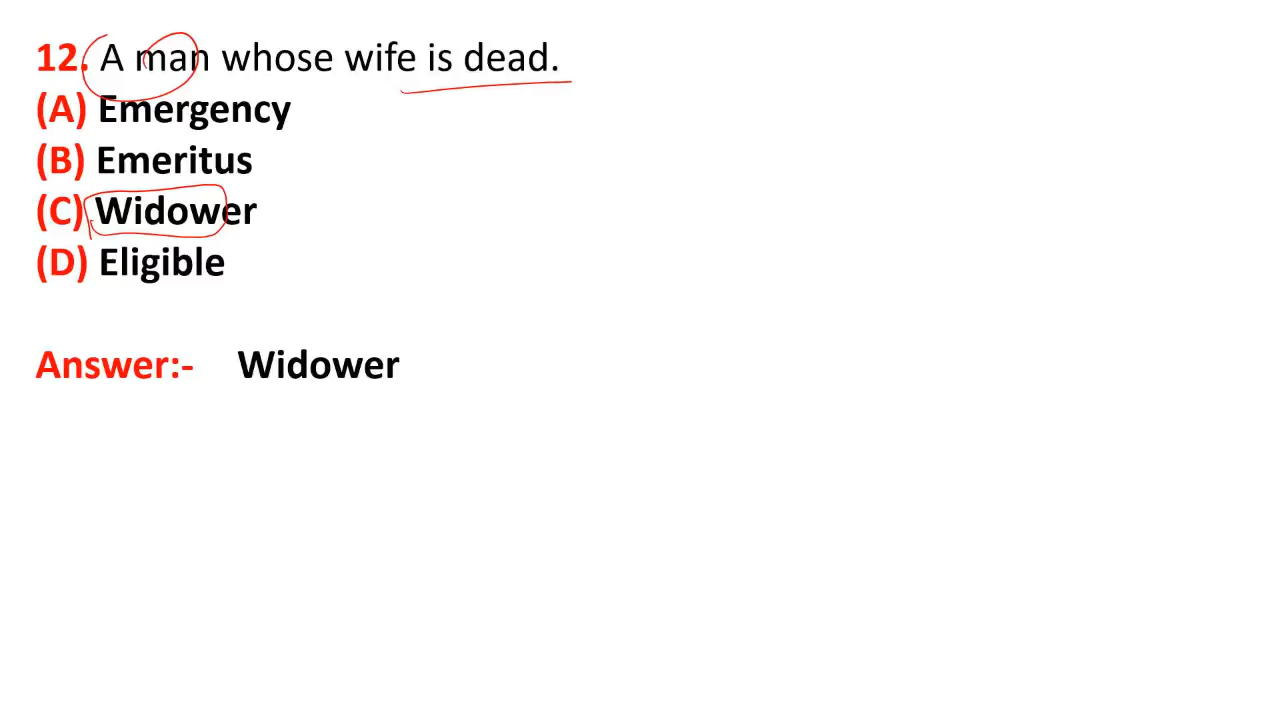 12. A man whose wife is dead.
(A) Emergency
(B) Emeritus
(C) Widower
(D) Eligible
Answer:- Widower